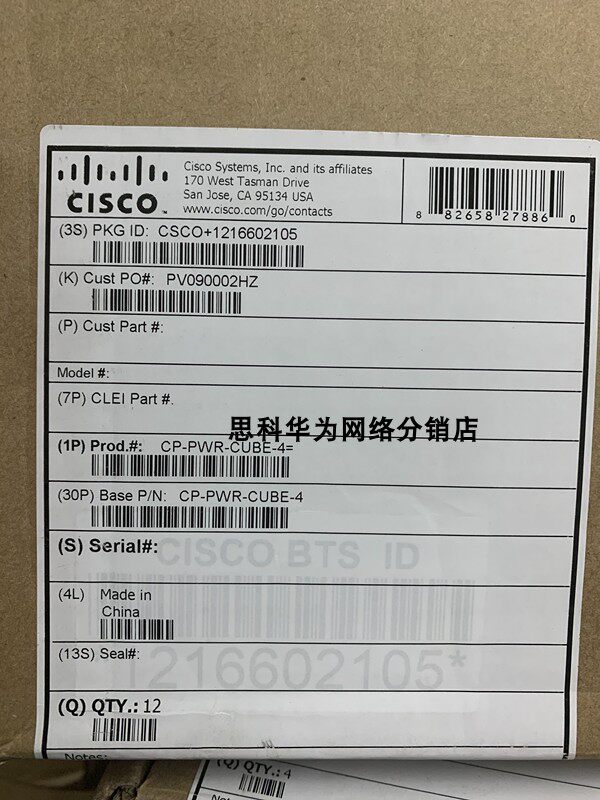 CISCO
Cisco Systems, Inc. and its affiliates
170 West Tasman Drive
San Jose, CA 95134 USA
www.cisco.com/go/contacts
8 82658 27886 0
(3S) PKG ID: CSCO+1216602105
(K) Cust PO#: PV090002HZ
(P) Cust Part #:
Model #:
(7P) CLEI Part #.
思科华为网络分销店
(1P) Prod.#: CP-PWR-CUBE-4=
(30P) Base P/N: CP-PWR-CUBE-4
(S) Serial#:
CISCO BTS ID
(4L) Made in
China
(13S) Seal#:
1216602105*
(Q) QTY.: 12
Notes:
(Q) QTY.: 4